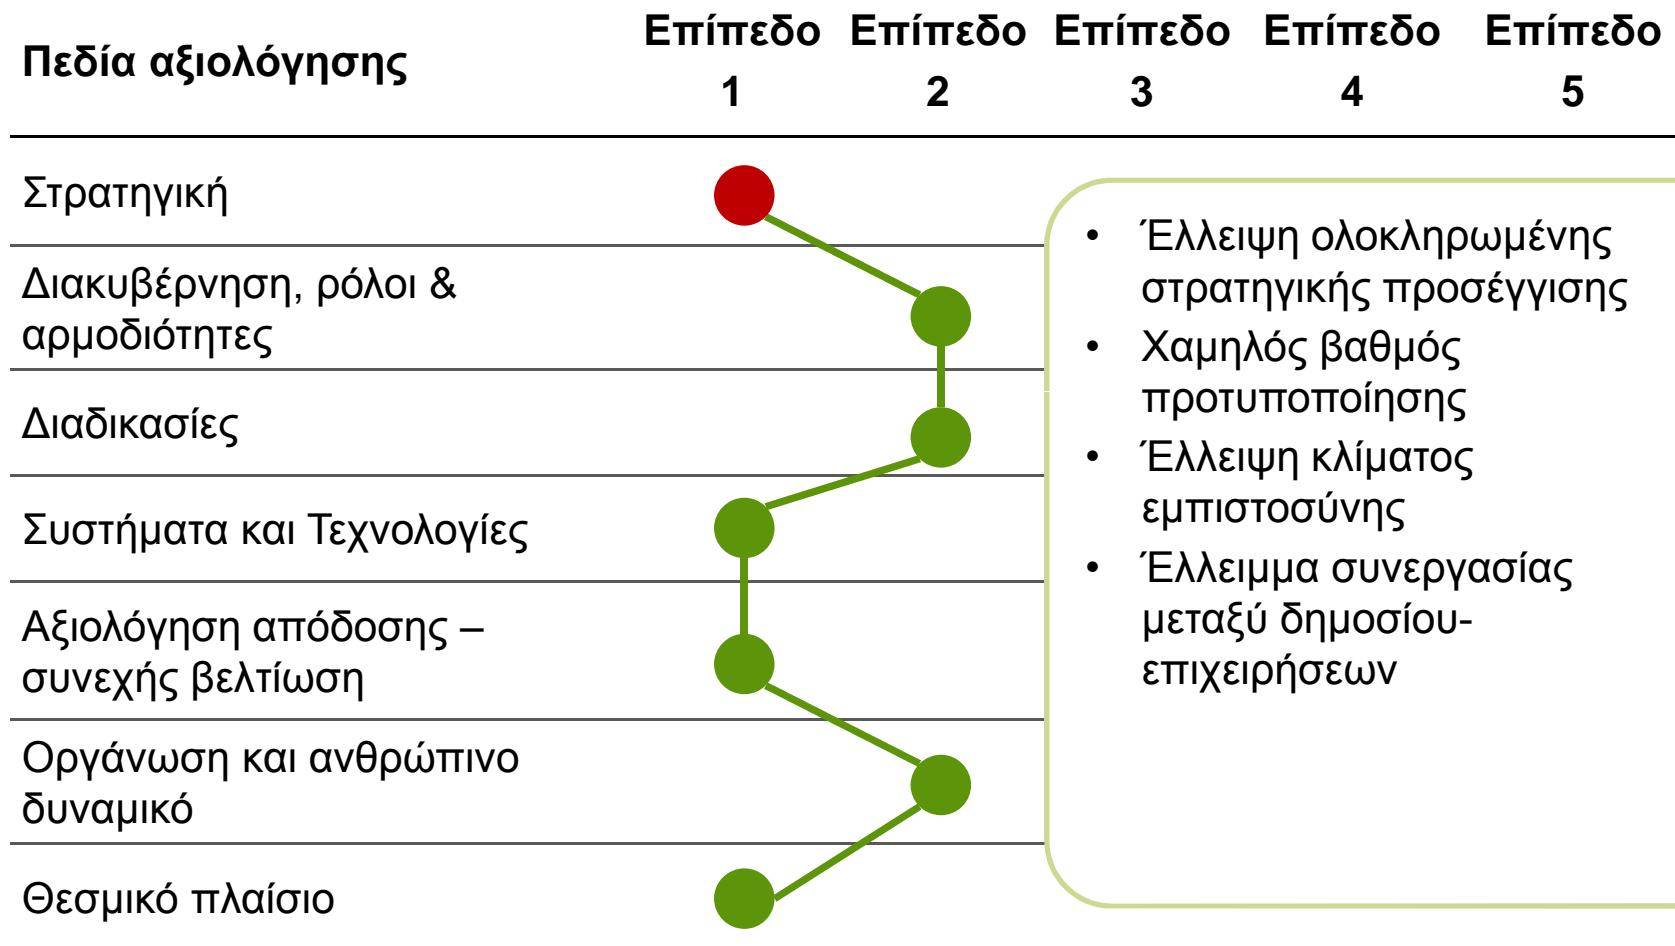 Πεδία αξιολόγησης
Επίπεδο 1
Επίπεδο 2
Επίπεδο 3
Επίπεδο 4
Επίπεδο 5
Στρατηγική
Διακυβέρνηση, ρόλοι &
αρμοδιότητες
Διαδικασίες
Συστήματα και Τεχνολογίες
Αξιολόγηση απόδοσης –
συνεχής βελτίωση
Οργάνωση και ανθρώπινο
δυναμικό
Θεσμικό πλαίσιο
• Έλλειψη ολοκληρωμένης
στρατηγικής προσέγγισης
• Χαμηλός βαθμός
προτυποποίησης
• Έλλειψη κλίματος
εμπιστοσύνης
• Έλλειμμα συνεργασίας
μεταξύ δημοσίου-
επιχειρήσεων